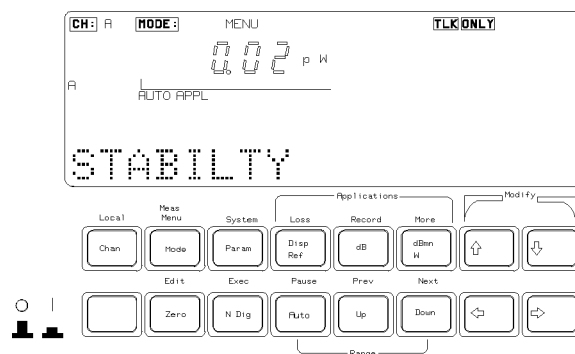 CH: A MODE: MENU TLK ONLY
0.02 p W
A
AUTO APPL
STABILTY
Applications Modify
Local Meas Menu System Loss Record More
Chan Mode Param Disp Ref dB dBmn W
Edit Exec Pause Prev Next
Zero N Dig Auto Up Down
Range